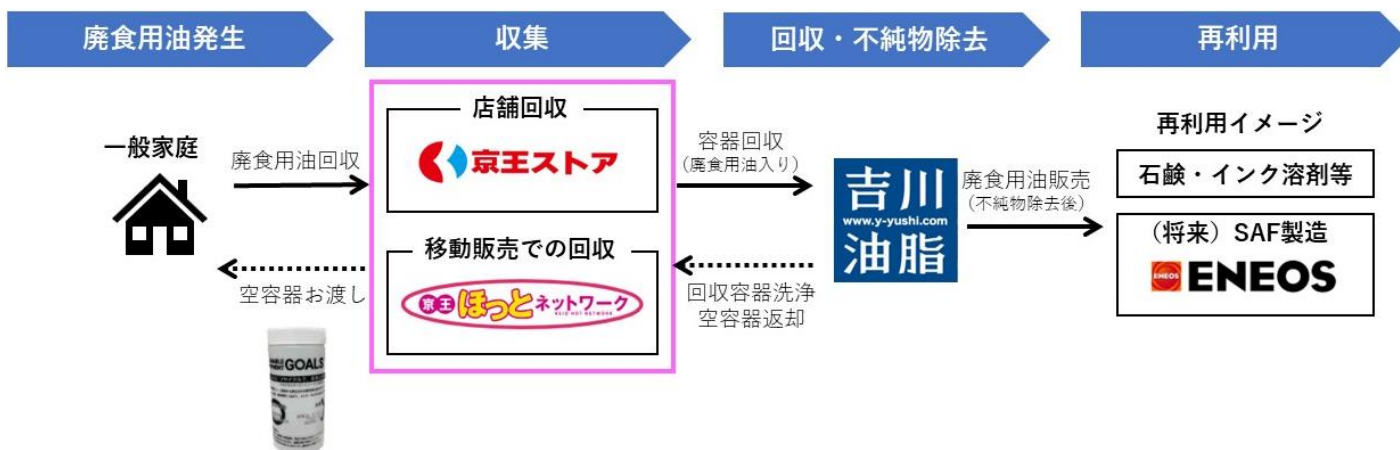 廃食用油発生
収集
回収・不純物除去
再利用
一般家庭
廃食用油回収
空容器お渡し
GOALS
店舗回収
京王ストア
移動販売での回収
京王ほっとネットワーク
KEIO HOT NETWORK
容器回収
(廃食用油入り)
回収容器洗浄
空容器返却
吉川
www.y-yushi.com
油脂
廃食用油販売
(不純物除去後)
再利用イメージ
石鹸・インク溶剤等
(将来)SAF製造
ENEOS
ENEOS